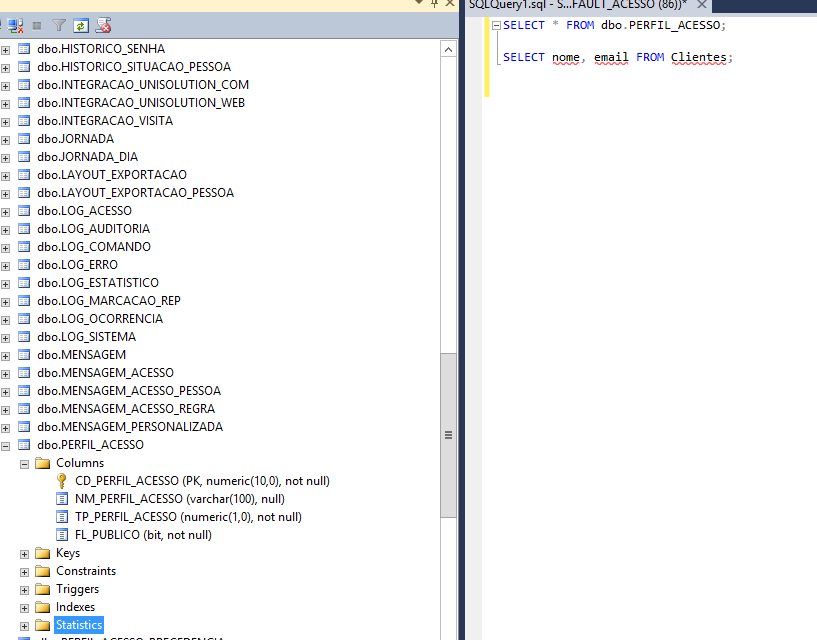 SQLQuery1.sql - S...FAULT_ACESSO (86))*
dbo.HISTORICO_SENHA
dbo.HISTORICO_SITUACAO_PESSOA
dbo.INTEGRACAO_UNISOLUTION_COM
dbo.INTEGRACAO_UNISOLUTION_WEB
dbo.INTEGRACAO_VISITA
dbo.JORNADA
dbo.JORNADA_DIA
dbo.LAYOUT_EXPORTACAO
dbo.LAYOUT_EXPORTACAO_PESSOA
dbo.LOG_ACESSO
dbo.LOG_AUDITORIA
dbo.LOG_COMANDO
dbo.LOG_ERRO
dbo.LOG_ESTATISTICO
dbo.LOG_MARCACAO_REP
dbo.LOG_OCORRENCIA
dbo.LOG_SISTEMA
dbo.MENSAGEM
dbo.MENSAGEM_ACESSO
dbo.MENSAGEM_ACESSO_PESSOA
dbo.MENSAGEM_ACESSO_REGRA
dbo.MENSAGEM_PERSONALIZADA
dbo.PERFIL_ACESSO
Columns
CD_PERFIL_ACESSO (PK, numeric(10,0), not null)
NM_PERFIL_ACESSO (varchar(100), null)
TP_PERFIL_ACESSO (numeric(1,0), not null)
FL_PUBLICO (bit, not null)
Keys
Constraints
Triggers
Indexes
Statistics
dbo.PERFIL_ACESSO_PRECEDENCIA
SELECT * FROM dbo.PERFIL_ACESSO;
SELECT nome, email FROM Clientes;